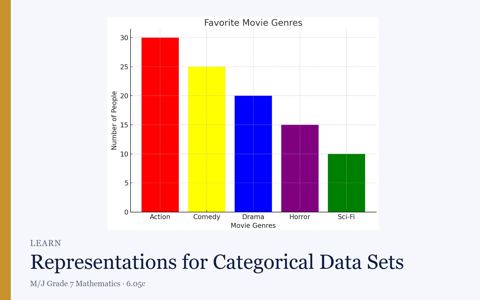 Favorite Movie Genres
30
25
20
15
10
5
0
Number of People
Action Comedy Drama Horror Sci-Fi
Movie Genres
LEARN
Representations for Categorical Data Sets
M/J Grade 7 Mathematics · 6.05c